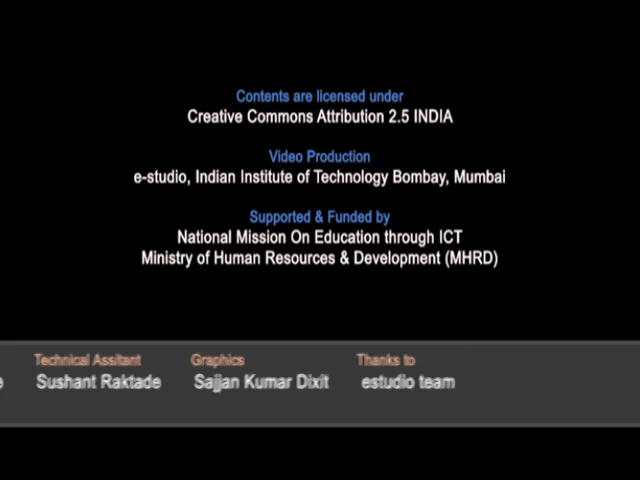 Contents are licensed under
Creative Commons Attribution 2.5 INDIA
Video Production
e-studio, Indian Institute of Technology Bombay, Mumbai
Supported & Funded by
National Mission On Education through ICT
Ministry of Human Resources & Development (MHRD)
Technical Assitant
Graphics
Thanks to
Sushant Raktade
Sajjan Kumar Dixit
estudio team